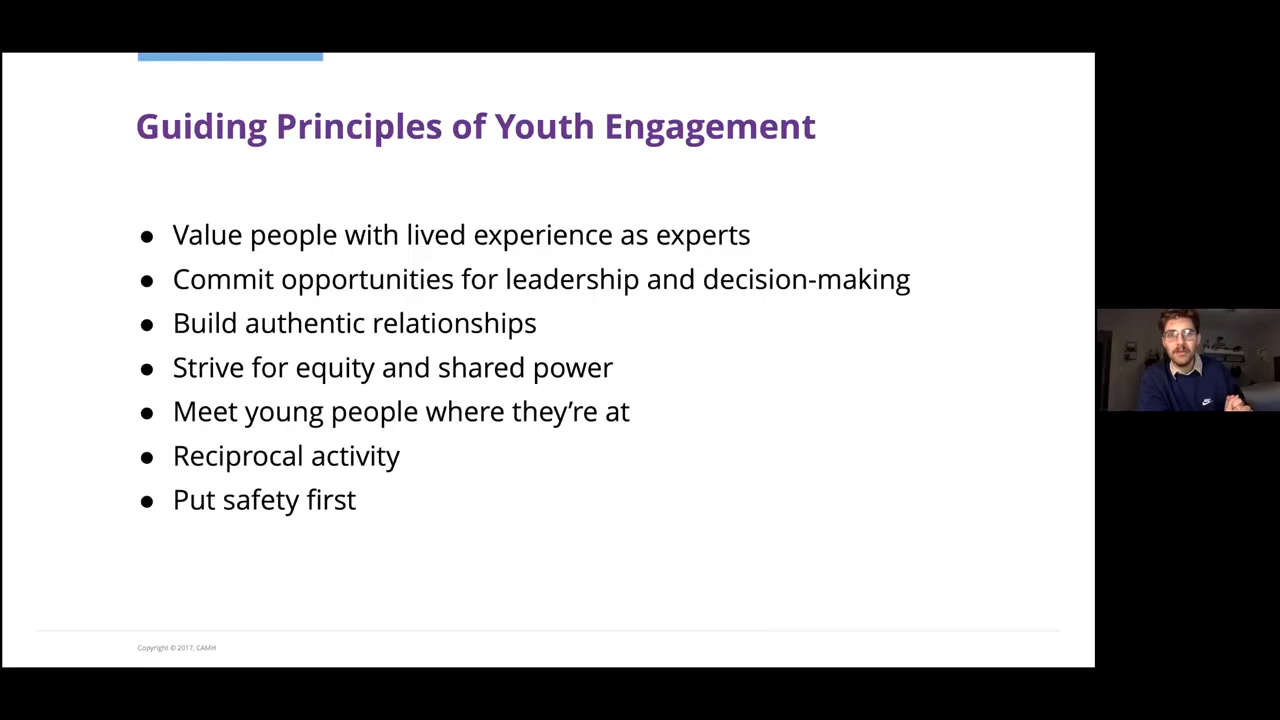 Guiding Principles of Youth Engagement
● Value people with lived experience as experts
● Commit opportunities for leadership and decision-making
● Build authentic relationships
● Strive for equity and shared power
● Meet young people where they’re at
● Reciprocal activity
● Put safety first
Copyright © 2017, CAMH